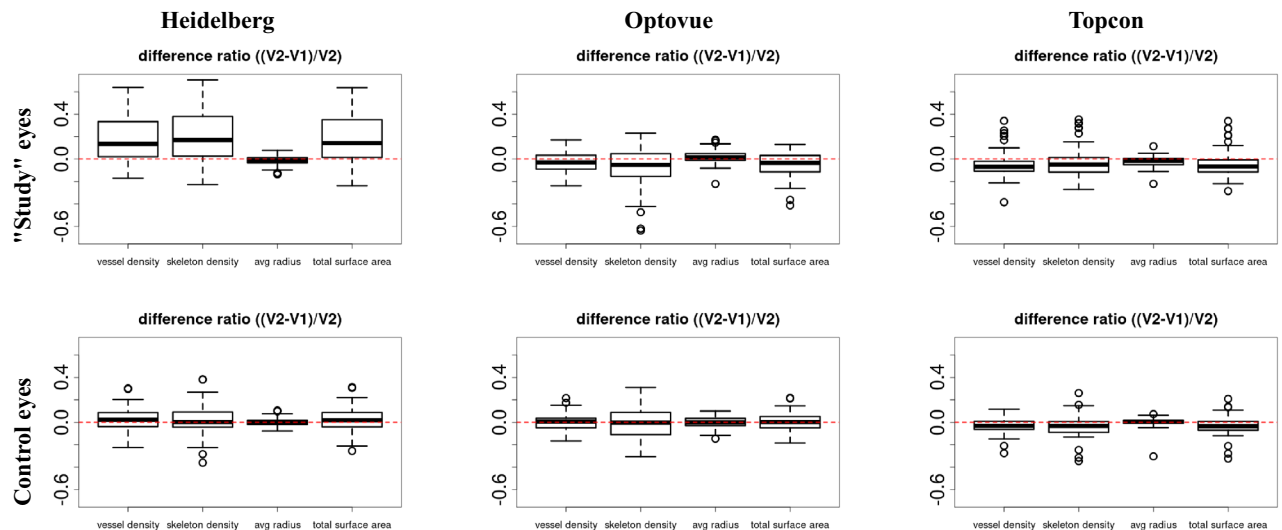 Heidelberg Optovue Topcon
"Study" eyes
difference ratio ((V2-V1)/V2)
0.4
0.0
-0.6
vessel density skeleton density avg radius total surface area
difference ratio ((V2-V1)/V2)
0.4
0.0
-0.6
vessel density skeleton density avg radius total surface area
difference ratio ((V2-V1)/V2)
0.4
0.0
-0.6
vessel density skeleton density avg radius total surface area
Control eyes
difference ratio ((V2-V1)/V2)
0.4
0.0
-0.6
vessel density skeleton density avg radius total surface area
difference ratio ((V2-V1)/V2)
0.4
0.0
-0.6
vessel density skeleton density avg radius total surface area
difference ratio ((V2-V1)/V2)
0.4
0.0
-0.6
vessel density skeleton density avg radius total surface area